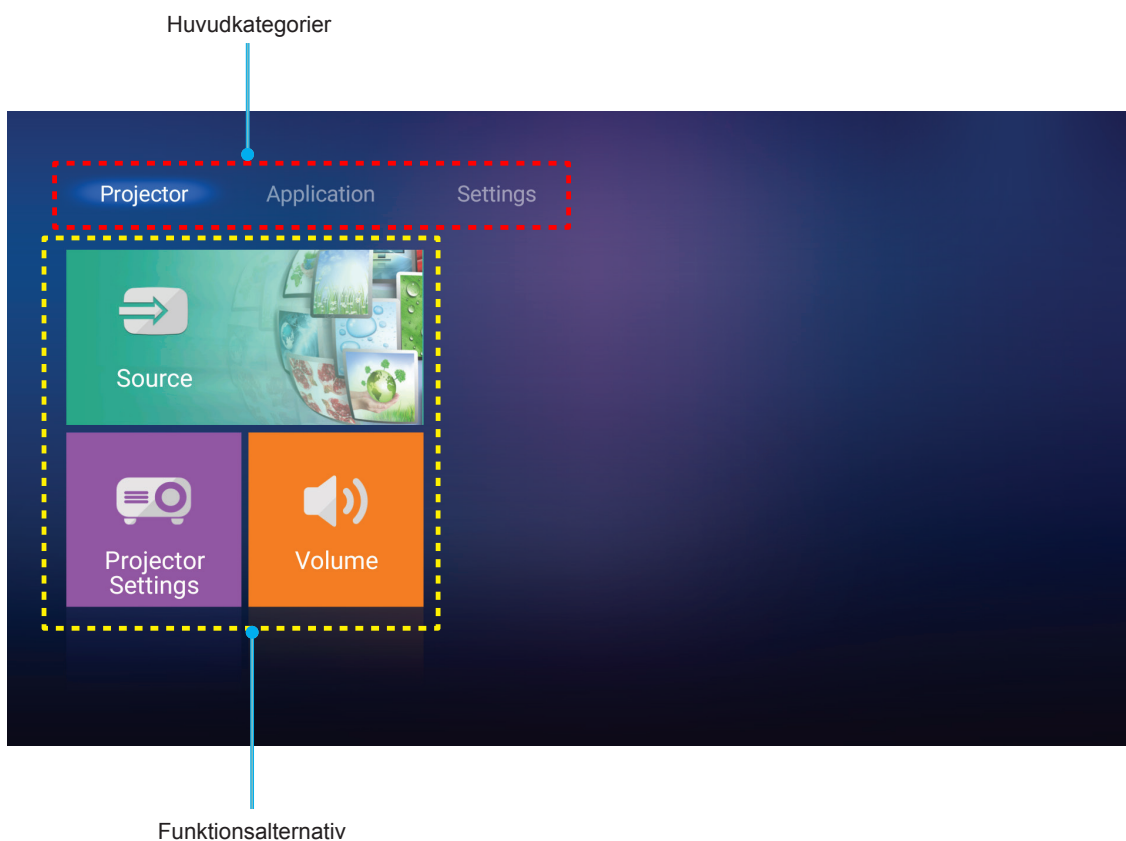 Huvudkategorier
Projector Application Settings
Source
Projector
Settings
Volume
Funktionsalternativ